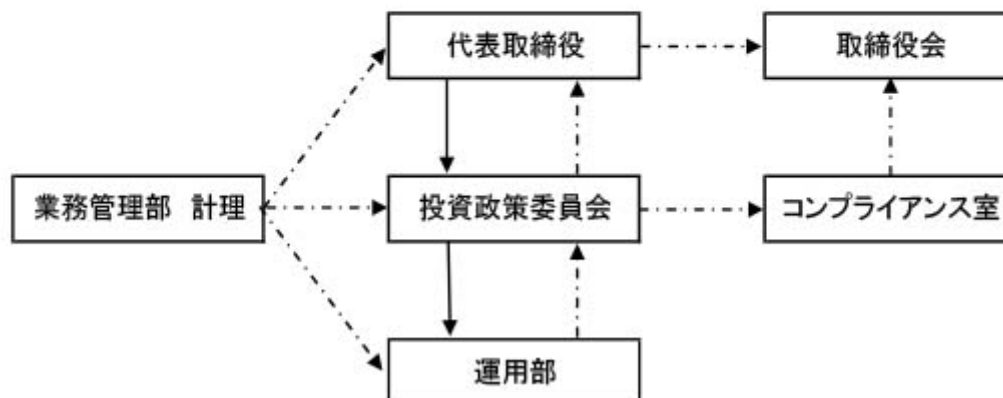 代表取締役
取締役会
業務管理部 計理
投資政策委員会
コンプライアンス室
運用部